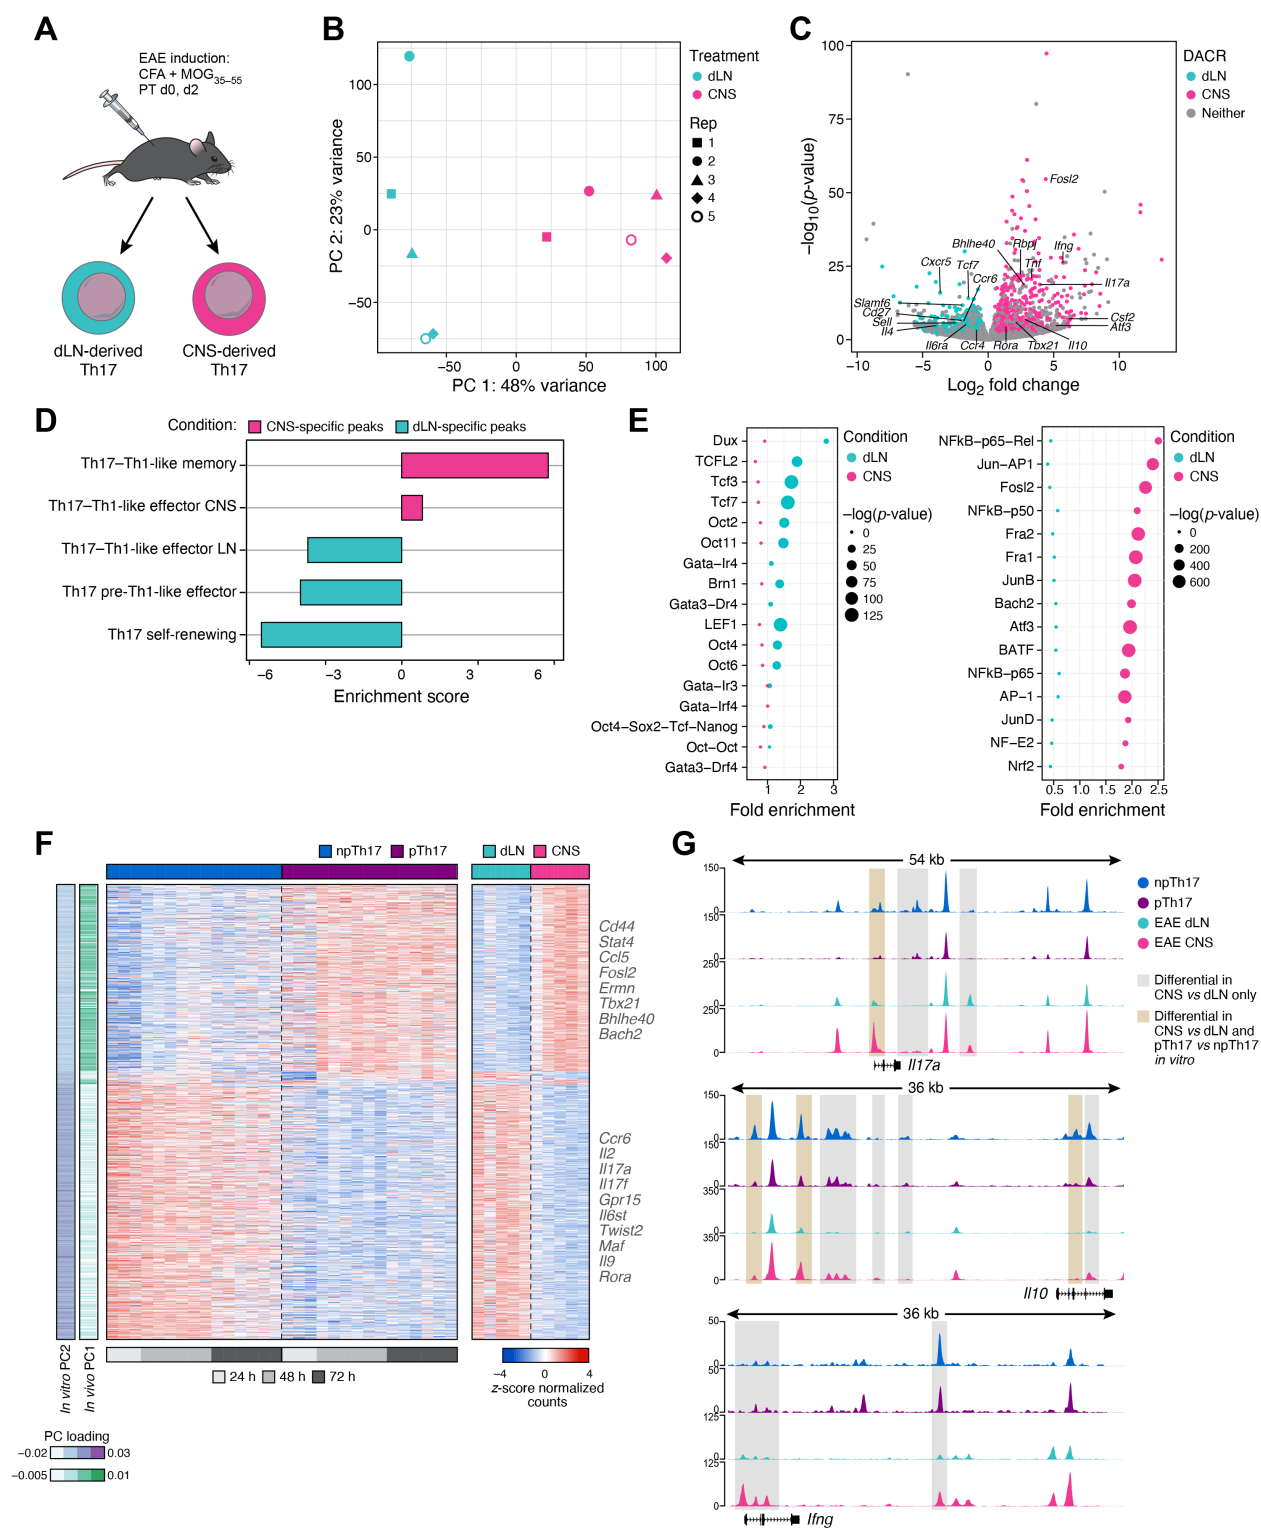 A
EAE induction:
CFA + MOG35–55
PT d0, d2
dLN-derived
Th17
CNS-derived
Th17
B
PC 2: 23% variance
100
50
0
−50
−50
0
50
100
PC 1: 48% variance
Treatment
dLN
CNS
Rep
1
2
3
4
5
C
−log10(p-value)
100
75
50
25
0
−10
−5
0
5
10
Log2 fold change
DACR
dLN
CNS
Neither
Fosl2
Bhlhe40
Rbpj
Ifng
Cxcr5
Tcf7
Tnf
Ccr6
Il17a
Slamf6
Cd27
Sell
Il4
Csf2
Atf3
Il6ra
Ccr4
Rora
Tbx21
Il10
D
Condition:
CNS-specific peaks
dLN-specific peaks
Th17–Th1-like memory
Th17–Th1-like effector CNS
Th17–Th1-like effector LN
Th17 pre-Th1-like effector
Th17 self-renewing
−6
−3
0
3
6
Enrichment score
E
Dux
TCFL2
Tcf3
Tcf7
Oct2
Oct11
Gata-Ir4
Brn1
Gata3-Dr4
LEF1
Oct4
Oct6
Gata-Ir3
Gata-Irf4
Oct4-Sox2-Tcf-Nanog
Oct-Oct
Gata3-Drf4
1
2
3
Fold enrichment
Condition
dLN
CNS
−log(p-value)
0
25
50
75
100
125
NFkB-p65-Rel
Jun-AP1
Fosl2
NFkB-p50
Fra2
Fra1
JunB
Bach2
Atf3
BATF
NFkB-p65
AP-1
JunD
NF-E2
Nrf2
0.5
1.0
1.5
2.0
2.5
Fold enrichment
Condition
dLN
CNS
−log(p-value)
0
200
400
600
F
npTh17
pTh17
dLN
CNS
Cd44
Stat4
Ccl5
Fosl2
Ermn
Tbx21
Bhlhe40
Bach2
Ccr6
Il2
Il17a
Il17f
Gpr15
Il6st
Twist2
Maf
Il9
Rora
In vitro PC2
In vivo PC1
24 h
48 h
72 h
−4
0
4
z-score normalized
counts
PC loading
−0.02
0.03
−0.005
0.01
G
54 kb
150
0
150
0
250
0
250
0
Il17a
36 kb
150
0
150
0
350
0
350
0
Il10
36 kb
50
0
50
0
125
0
125
0
Ifng
npTh17
pTh17
EAE dLN
EAE CNS
Differential in
CNS vs dLN only
Differential in
CNS vs dLN and
pTh17 vs npTh17
in vitro